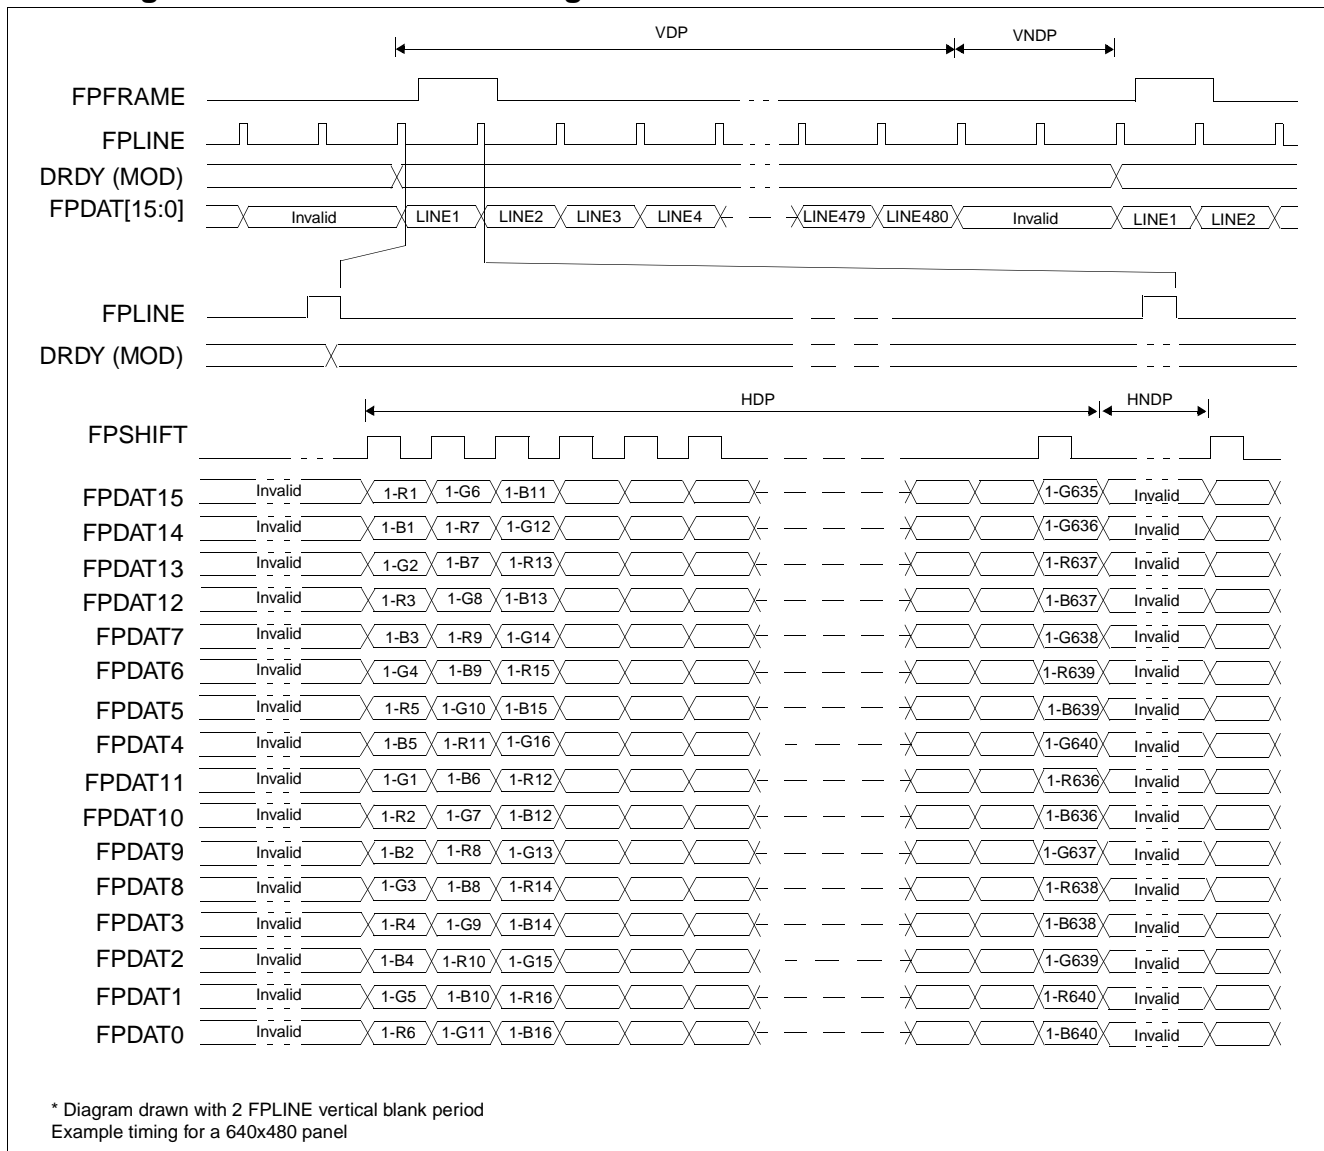 VDP VNDP
FPFRAME
FPLINE
DRDY (MOD)
FPDAT[15:0] Invalid LINE1 LINE2 LINE3 LINE4 LINE479 LINE480 Invalid LINE1 LINE2
FPLINE
DRDY (MOD)
HDP HNDP
FPSHIFT
FPDAT15 Invalid 1-R1 1-G6 1-B11 1-G635 Invalid
FPDAT14 Invalid 1-B1 1-R7 1-G12 1-G636 Invalid
FPDAT13 Invalid 1-G2 1-B7 1-R13 1-R637 Invalid
FPDAT12 Invalid 1-R3 1-G8 1-B13 1-B637 Invalid
FPDAT7 Invalid 1-B3 1-R9 1-G14 1-G638 Invalid
FPDAT6 Invalid 1-G4 1-B9 1-R15 1-R639 Invalid
FPDAT5 Invalid 1-R5 1-G10 1-B15 1-B639 Invalid
FPDAT4 Invalid 1-B5 1-R11 1-G16 1-G640 Invalid
FPDAT11 Invalid 1-G1 1-B6 1-R12 1-R636 Invalid
FPDAT10 Invalid 1-R2 1-G7 1-B12 1-B636 Invalid
FPDAT9 Invalid 1-B2 1-R8 1-G13 1-G637 Invalid
FPDAT8 Invalid 1-G3 1-B8 1-R14 1-R638 Invalid
FPDAT3 Invalid 1-R4 1-G9 1-B14 1-B638 Invalid
FPDAT2 Invalid 1-B4 1-R10 1-G15 1-G639 Invalid
FPDAT1 Invalid 1-G5 1-B10 1-R16 1-R640 Invalid
FPDAT0 Invalid 1-R6 1-G11 1-B16 1-B640 Invalid
* Diagram drawn with 2 FPLINE vertical blank period
Example timing for a 640x480 panel